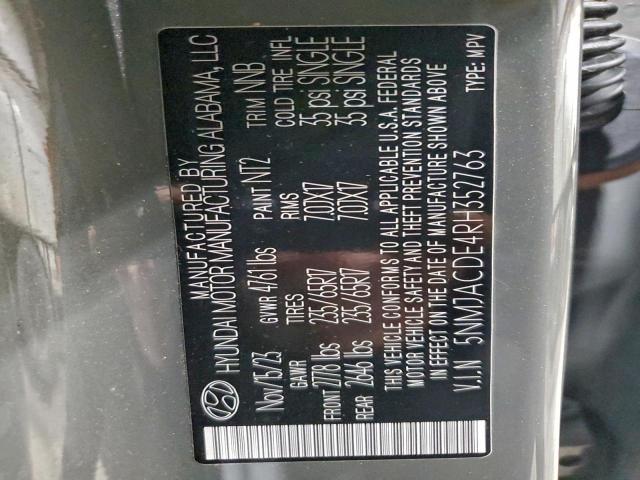 MANUFACTURED BY
HYUNDAI MOTOR MANUFACTURING ALABAMA, LLC
Nov/15/23 GVWR 4761 lbs PAINT NT2 TRIM NNB
GAWR TIRES RIMS COLD TIRE INFL.
FRONT 2778 lbs 235/65R17 7.0JX17 35 psi SINGLE
REAR 2646 lbs 235/65R17 7.0JX17 35 psi SINGLE
THIS VEHICLE CONFORMS TO ALL APPLICABLE U.S.A. FEDERAL
MOTOR VEHICLE SAFETY AND THEFT PREVENTION STANDARDS
IN EFFECT ON THE DATE OF MANUFACTURE SHOWN ABOVE
V.I.N 5NMJACDE4RH352763 TYPE: MPV